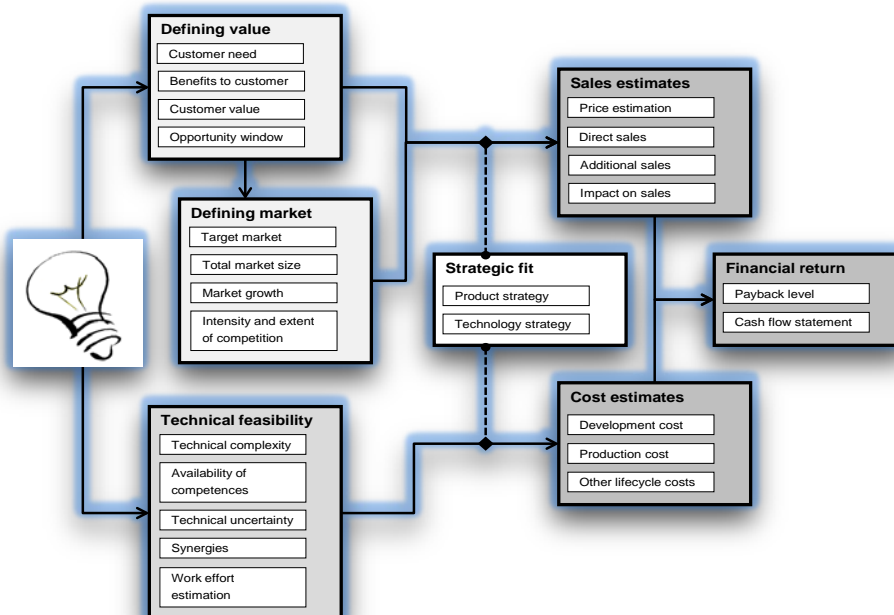 Defining value
Customer need
Benefits to customer
Customer value
Opportunity window
Defining market
Target market
Total market size
Market growth
Intensity and extent
of competition
Technical feasibility
Technical complexity
Availability of
competences
Technical uncertainty
Synergies
Work effort
estimation
Strategic fit
Product strategy
Technology strategy
Sales estimates
Price estimation
Direct sales
Additional sales
Impact on sales
Cost estimates
Development cost
Production cost
Other lifecycle costs
Financial return
Payback level
Cash flow statement